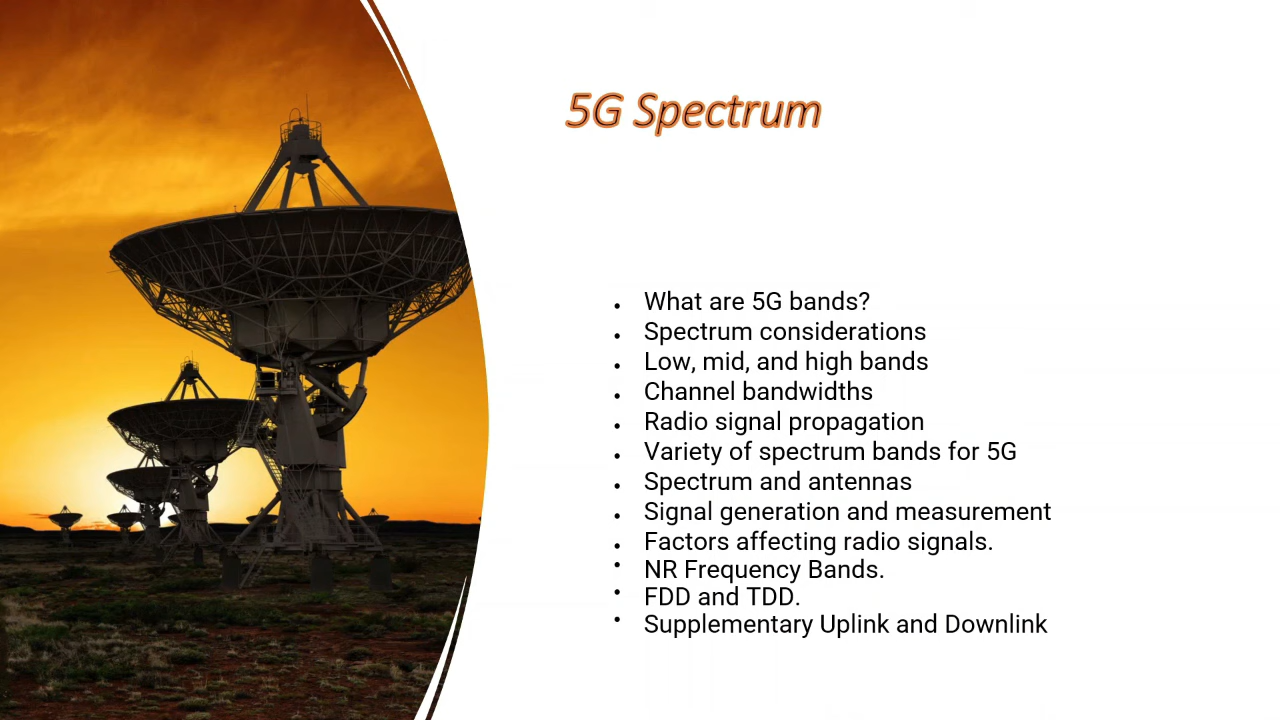 5G Spectrum
• What are 5G bands?
• Spectrum considerations
• Low, mid, and high bands
• Channel bandwidths
• Radio signal propagation
• Variety of spectrum bands for 5G
• Spectrum and antennas
• Signal generation and measurement
• Factors affecting radio signals.
• NR Frequency Bands.
• FDD and TDD.
• Supplementary Uplink and Downlink